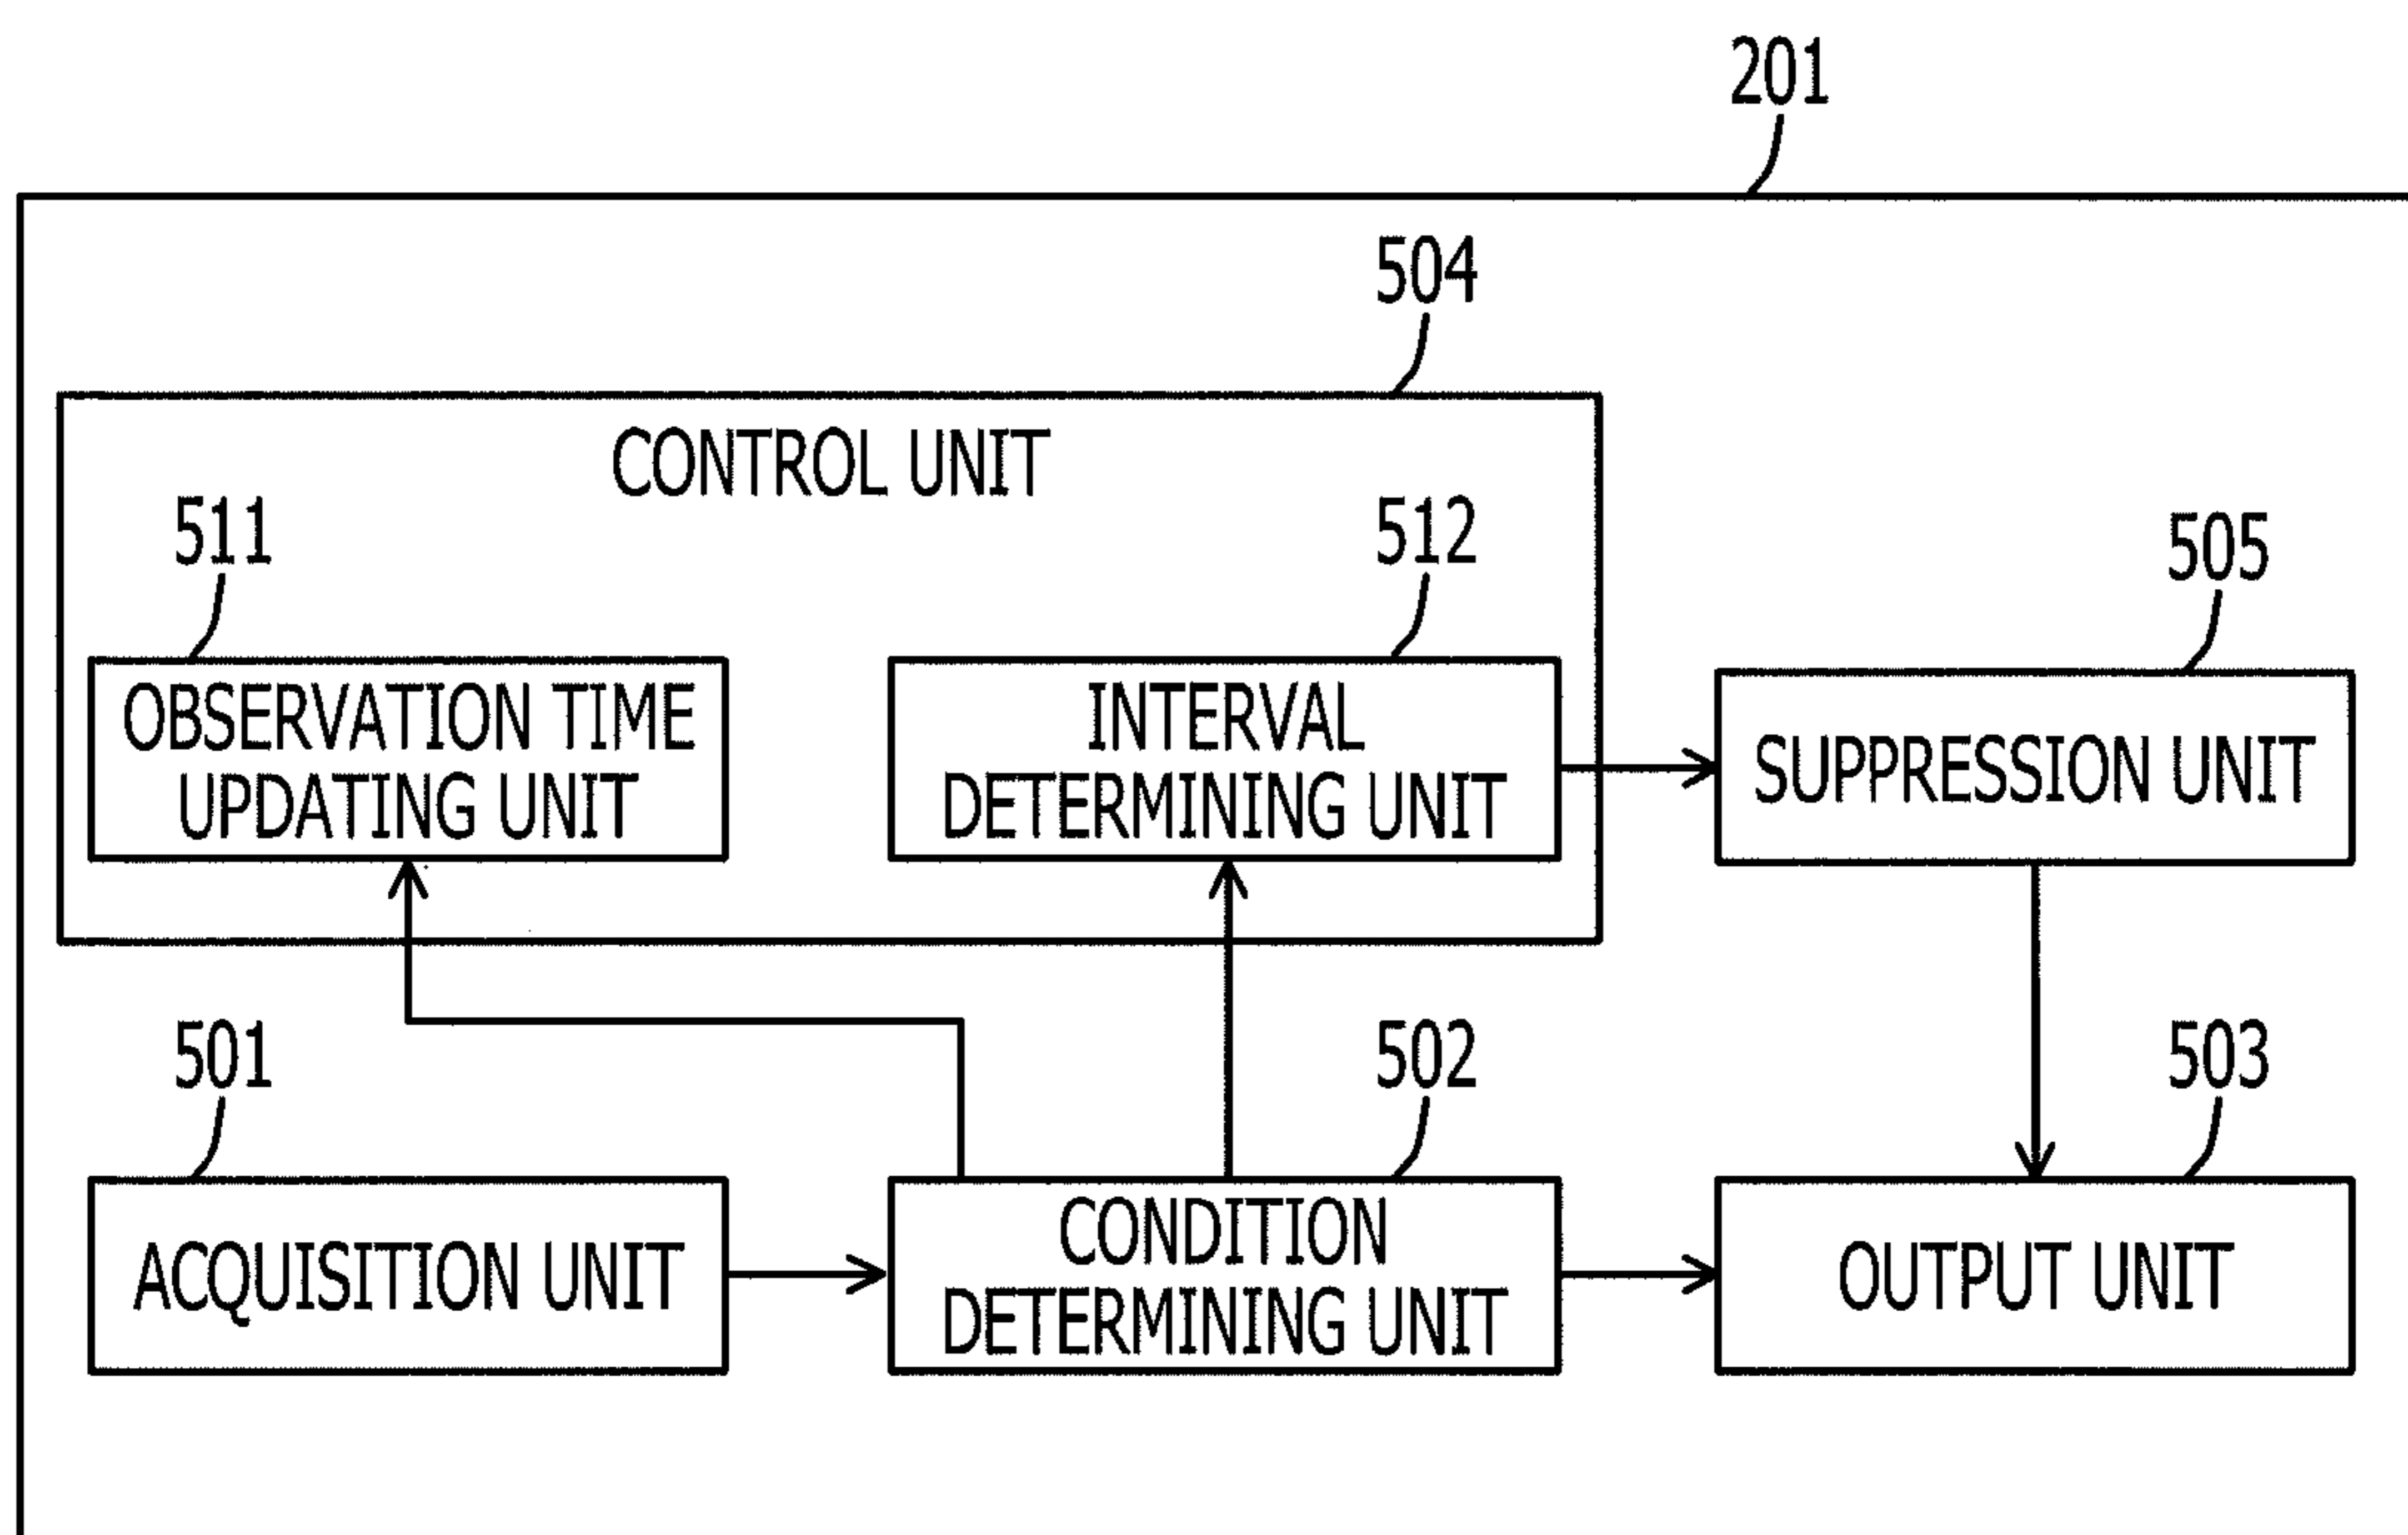 201
504
CONTROL UNIT
511
512
505
OBSERVATION TIME
UPDATING UNIT
INTERVAL
DETERMINING UNIT
SUPPRESSION UNIT
501
502
503
ACQUISITION UNIT
CONDITION
DETERMINING UNIT
OUTPUT UNIT